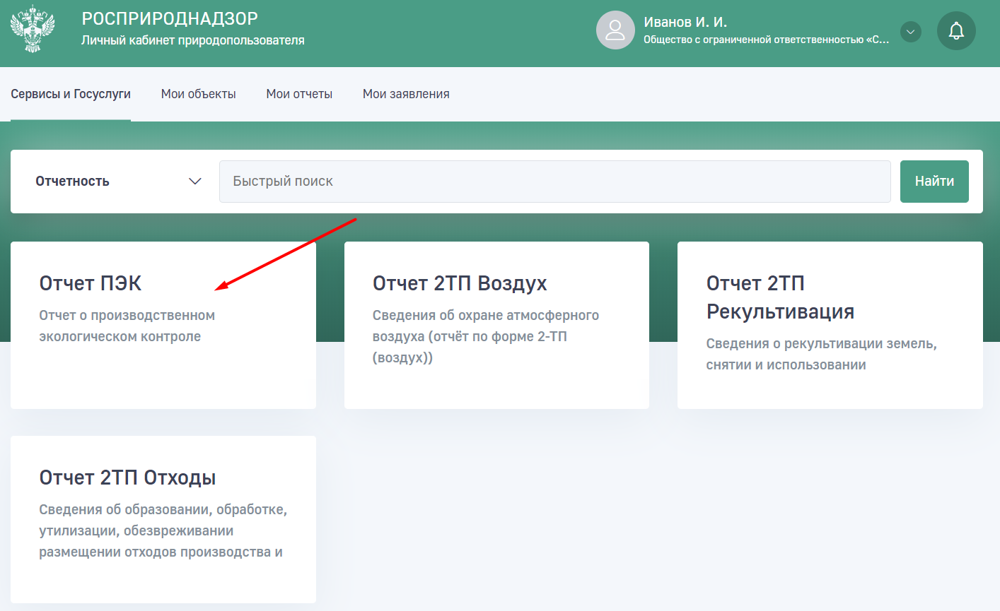 РОСПРИРОДНАДЗОР
Личный кабинет природопользователя
Иванов И. И.
Общество с ограниченной ответственностью «С...
Сервисы и Госуслуги
Мои объекты
Мои отчеты
Мои заявления
Отчетность
Быстрый поиск
Найти
Отчет ПЭК
Отчет о производственном
экологическом контроле
Отчет 2ТП Воздух
Сведения об охране атмосферного
воздуха (отчёт по форме 2-ТП
(воздух))
Отчет 2ТП
Рекультивация
Сведения о рекультивации земель,
снятии и использовании
Отчет 2ТП Отходы
Сведения об образовании, обработке,
утилизации, обезвреживании
размещении отходов производства и